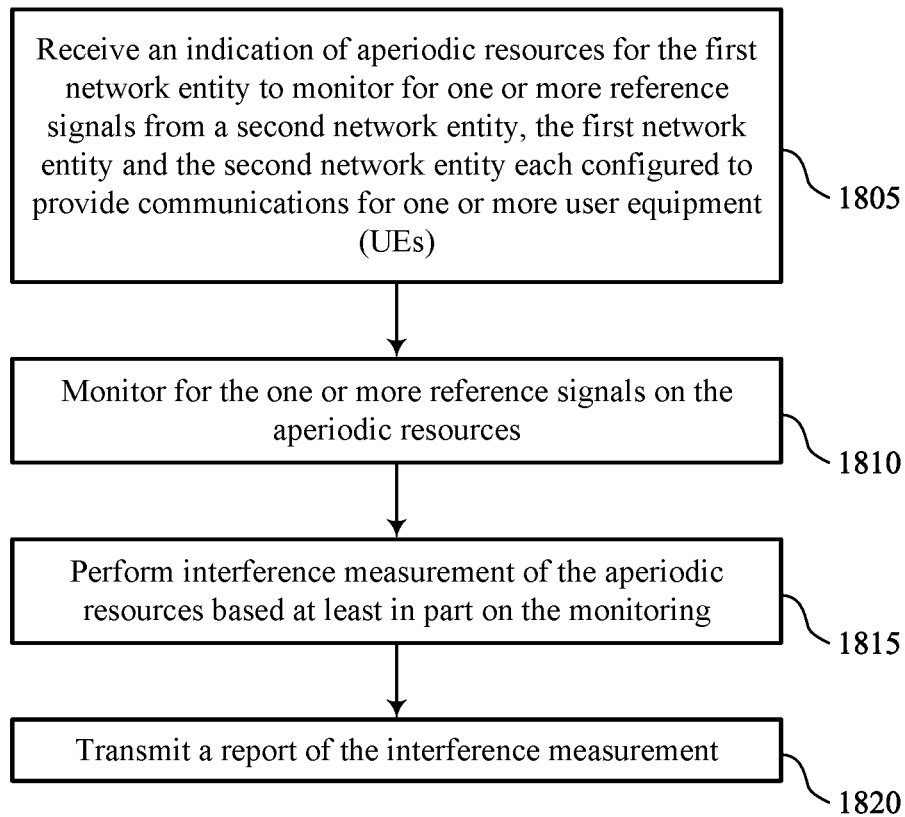 Receive an indication of aperiodic resources for the first
network entity to monitor for one or more reference
signals from a second network entity, the first network
entity and the second network entity each configured to
provide communications for one or more user equipment
(UEs)
1805
Monitor for the one or more reference signals on the
aperiodic resources
1810
Perform interference measurement of the aperiodic
resources based at least in part on the monitoring
1815
Transmit a report of the interference measurement
1820